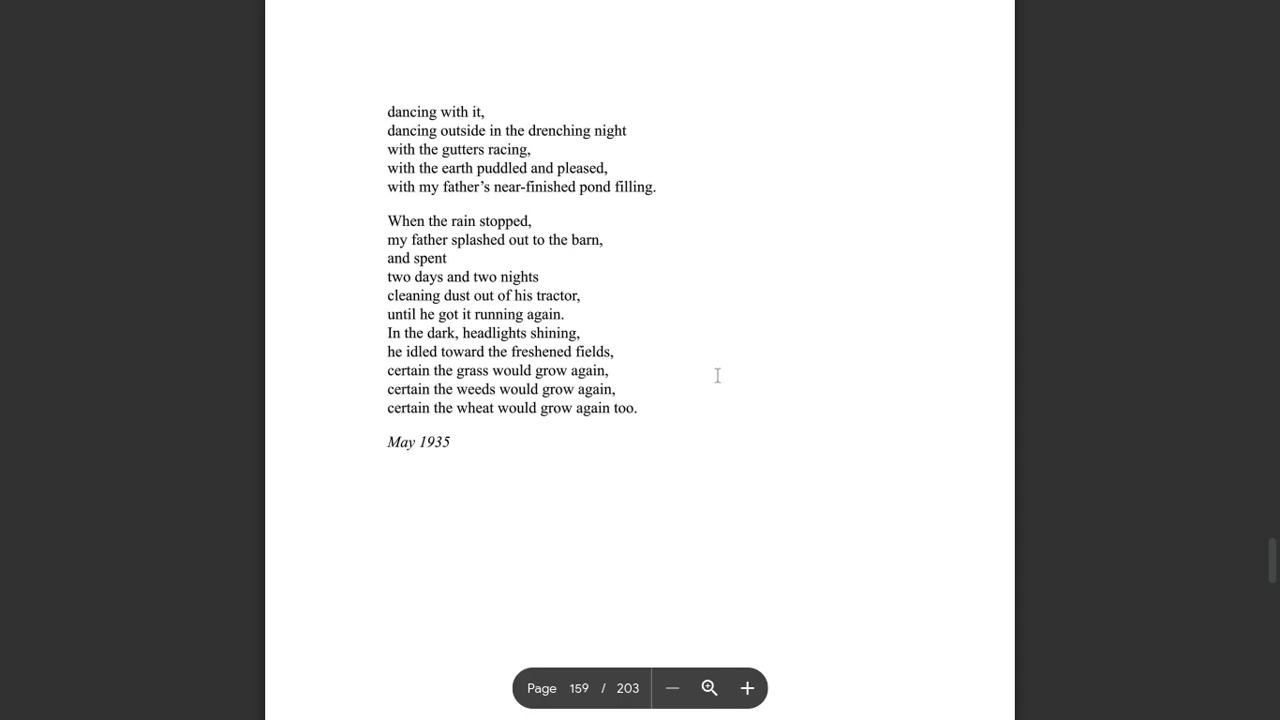 dancing with it,
dancing outside in the drenching night
with the gutters racing,
with the earth puddled and pleased,
with my father’s near-finished pond filling.
When the rain stopped,
my father splashed out to the barn,
and spent
two days and two nights
cleaning dust out of his tractor,
until he got it running again.
In the dark, headlights shining,
he idled toward the freshened fields,
certain the grass would grow again,
certain the weeds would grow again,
certain the wheat would grow again too.
May 1935
Page 159 / 203